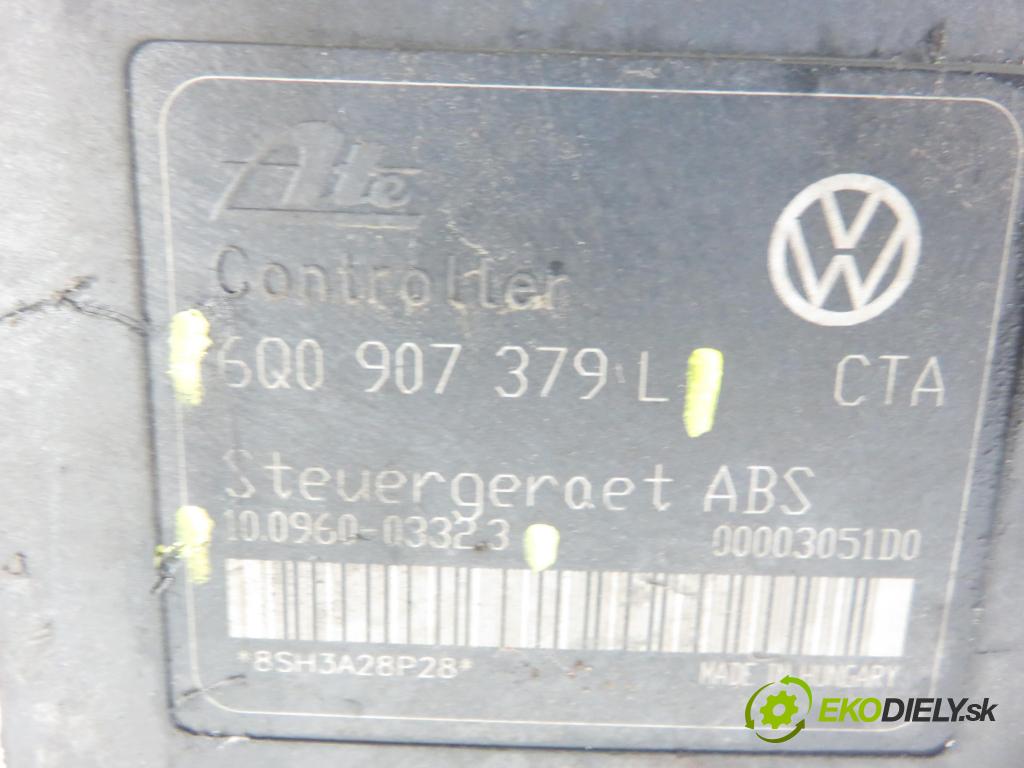 Ate
Controller
6Q0 907 379 L CTA
Steuergeraet ABS
10.0960-0332.3 00003051D0
*8SH3A28P28*
MADE IN HUNGARY
EKODIELY.sk